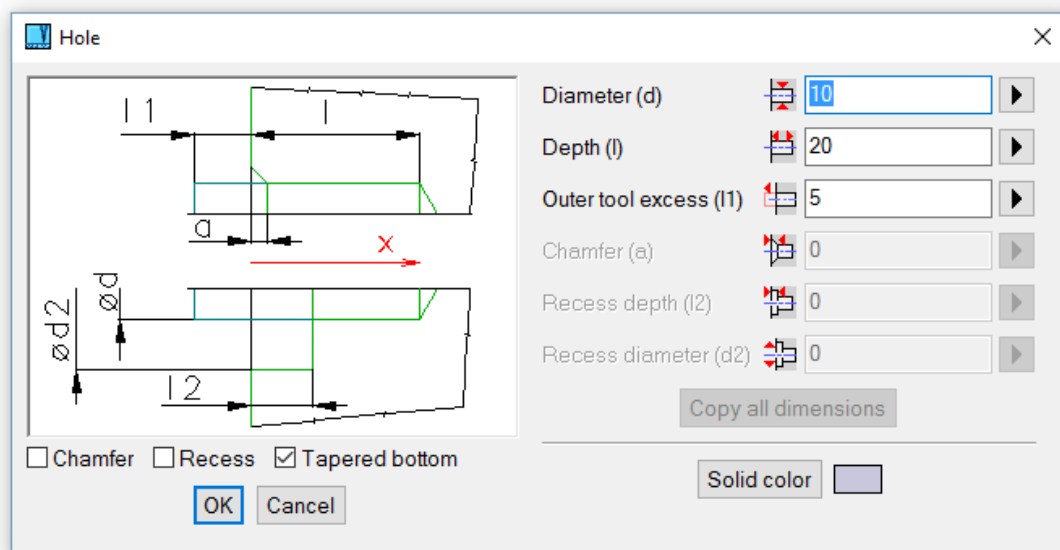 Hole
l1
l
a
x
ød
ød2
l2
Diameter (d) 10
Depth (l) 20
Outer tool excess (l1) 5
Chamfer (a) 0
Recess depth (l2) 0
Recess diameter (d2) 0
Copy all dimensions
Chamfer Recess Tapered bottom
Solid color
OK Cancel